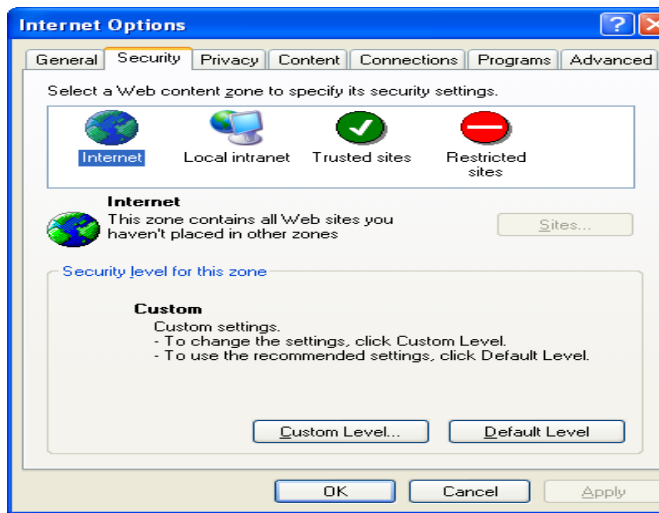 Internet Options
General Security Privacy Content Connections Programs Advanced
Select a Web content zone to specify its security settings.
Internet Local intranet Trusted sites Restricted sites
Internet
This zone contains all Web sites you
haven't placed in other zones
Sites...
Security level for this zone
Custom
Custom settings.
- To change the settings, click Custom Level.
- To use the recommended settings, click Default Level.
Custom Level... Default Level
OK Cancel Apply